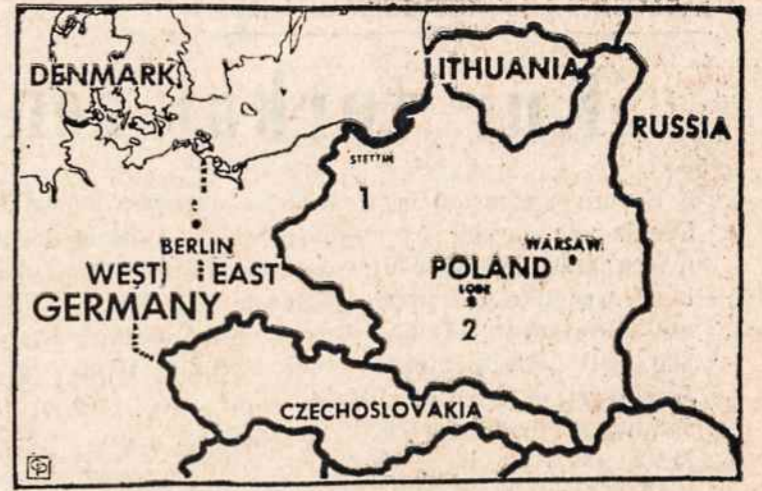 DENMARK
LITHUANIA
RUSSIA
STETTIN
1
BERLIN
WARSAW
WEST EAST
POLAND
GERMANY
LODZ
2
CZECHOSLOVAKIA